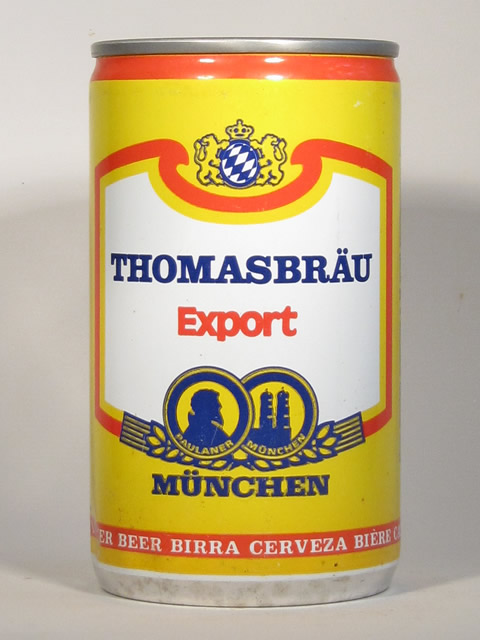 THOMASBRÄU
Export
PAULANER MÜNCHEN
MÜNCHEN
BEER BIRRA CERVEZA BIÈRE